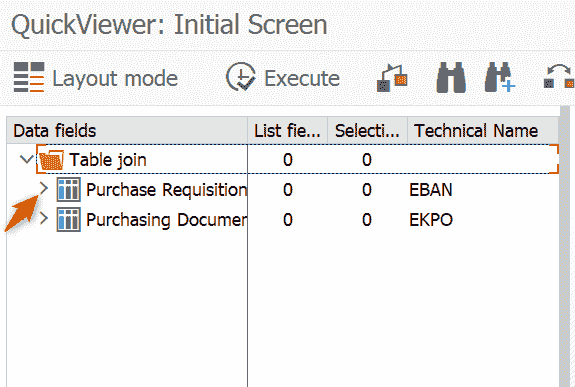 QuickViewer: Initial Screen
Layout mode Execute
Data fields List fie... Selecti... Technical Name
Table join 0 0
Purchase Requisition 0 0 EBAN
Purchasing Documer 0 0 EKPO